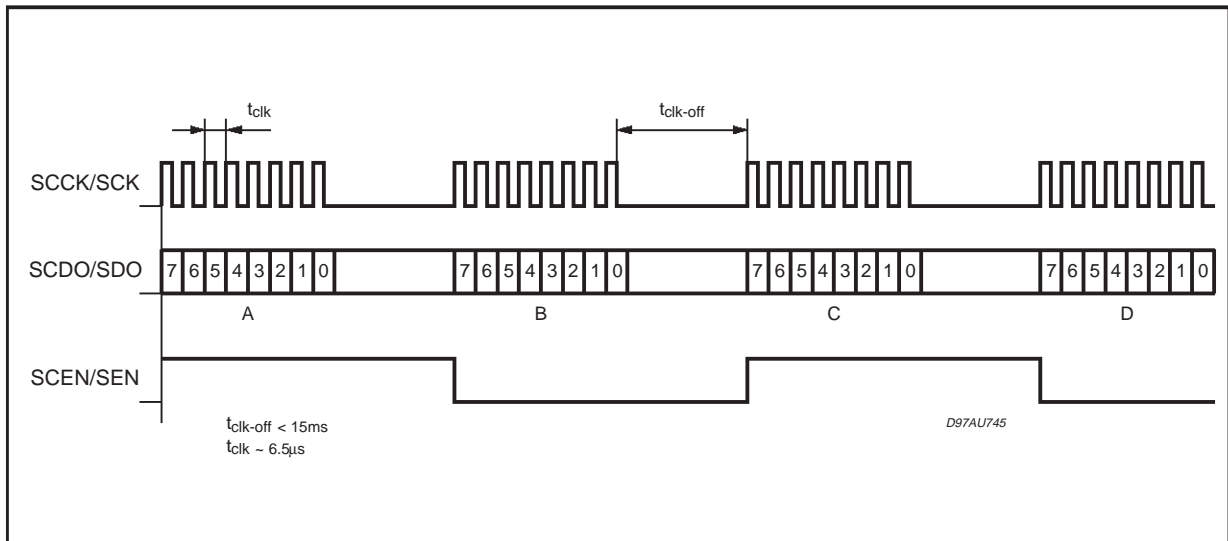 tclk
tclk-off
SCCK/SCK
SCDO/SDO
7 6 5 4 3 2 1 0 7 6 5 4 3 2 1 0 7 6 5 4 3 2 1 0 7 6 5 4 3 2 1 0
A B C D
SCEN/SEN
tclk-off < 15ms
tclk ~ 6.5µs
D97AU745